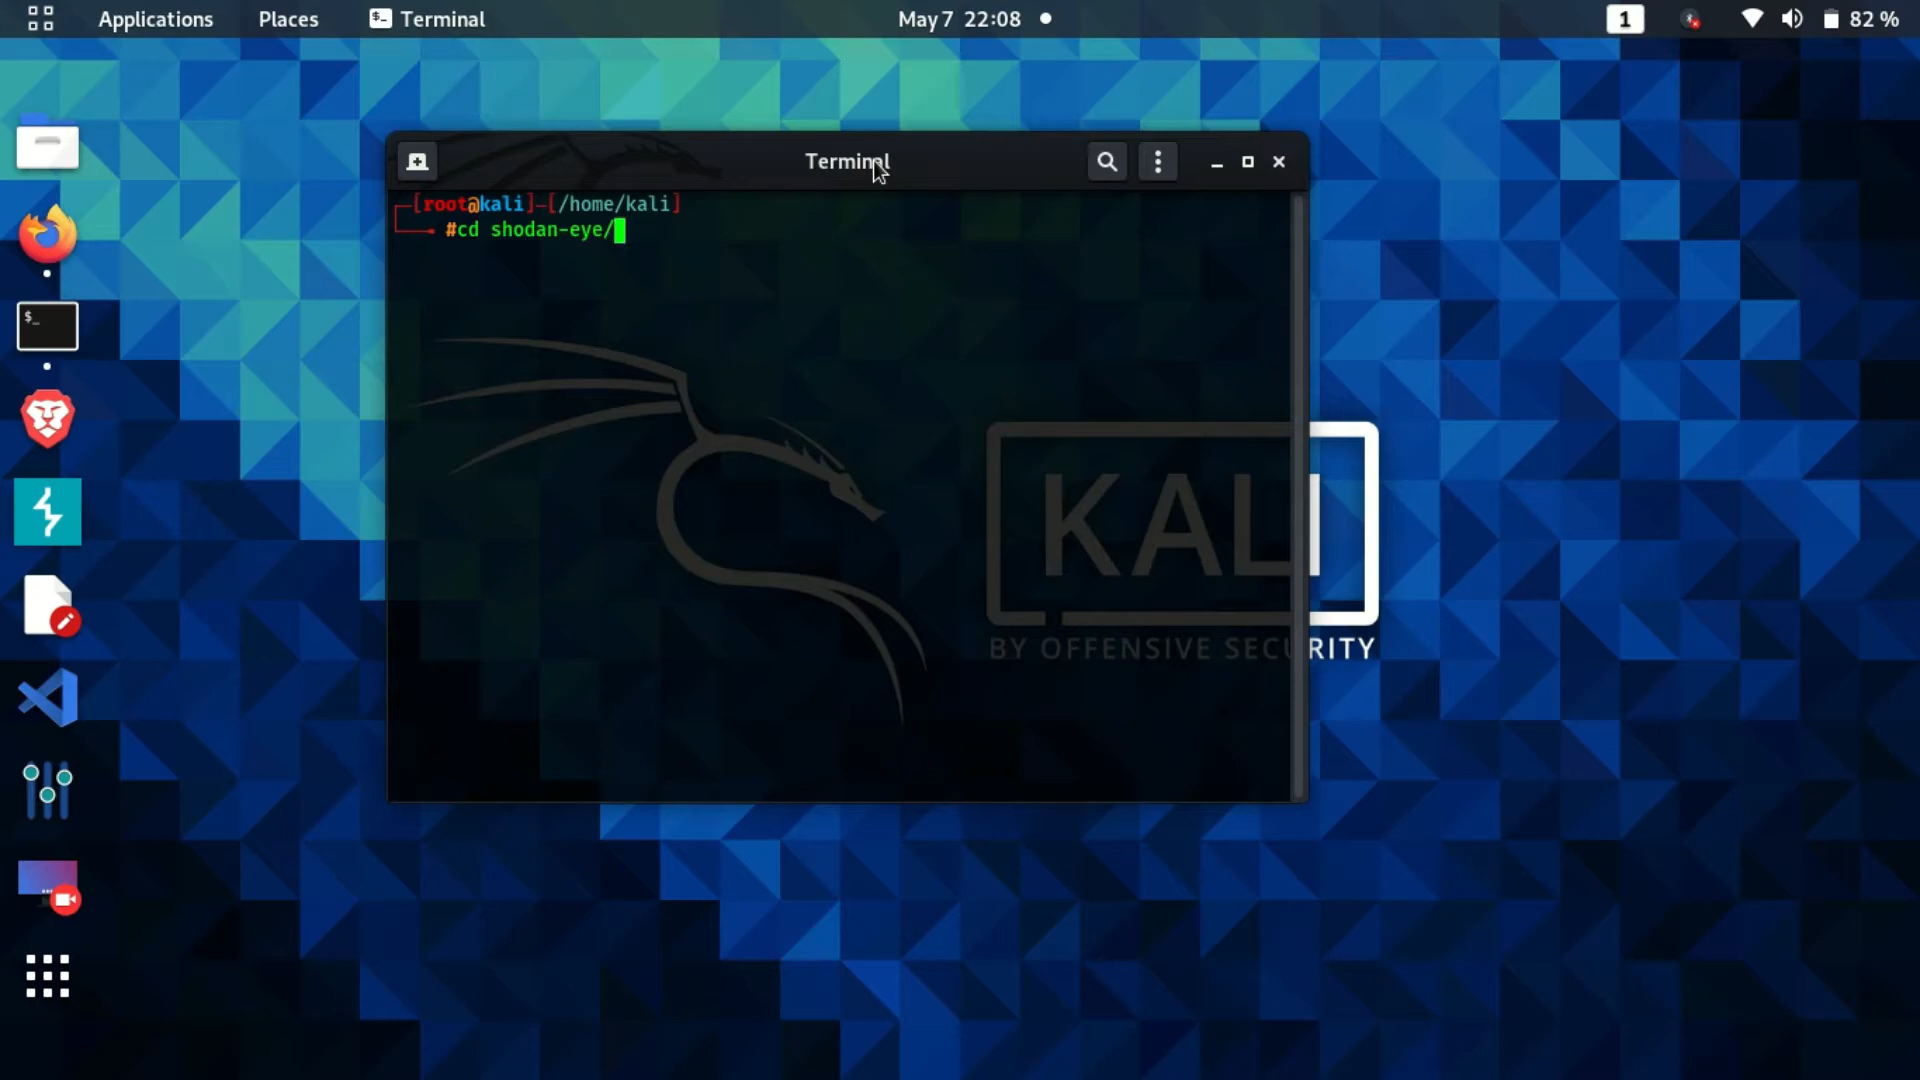 Applications Places Terminal May 7 22:08 1 82 %
Terminal
[root@kali]-[/home/kali]
#cd shodan-eye/
$_
KALI
BY OFFENSIVE SECURITY